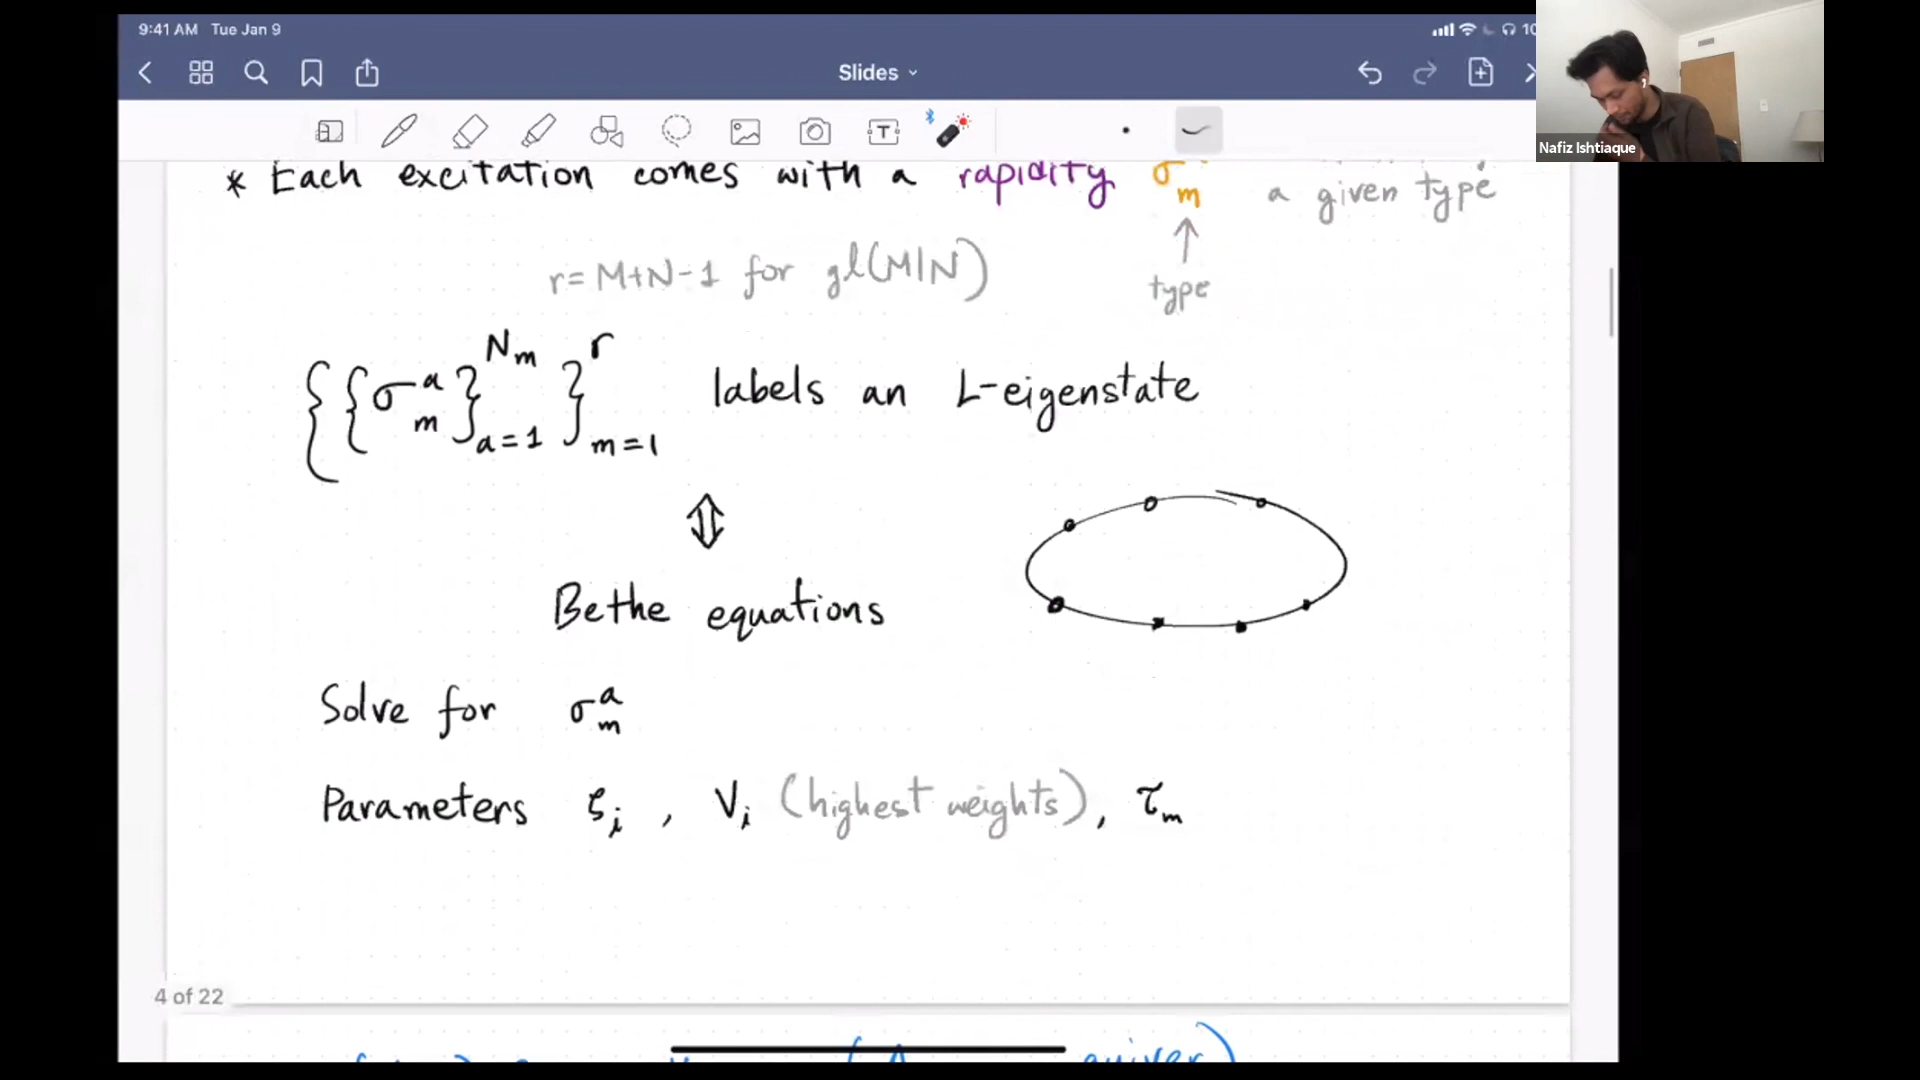 9:41 AM Tue Jan 9
Slides
Nafiz Ishtiaque
* Each excitation comes with a rapidity σ_m
a given type
type
r = M+N-1 for gl(M|N)
{ { σ_m^a }_{a=1}^{N_m} }_{m=1}^r labels an L-eigenstate
⇕
Bethe equations
Solve for σ_m^a
Parameters ς_i , V_i (highest weights), τ_m
4 of 22
quiver)